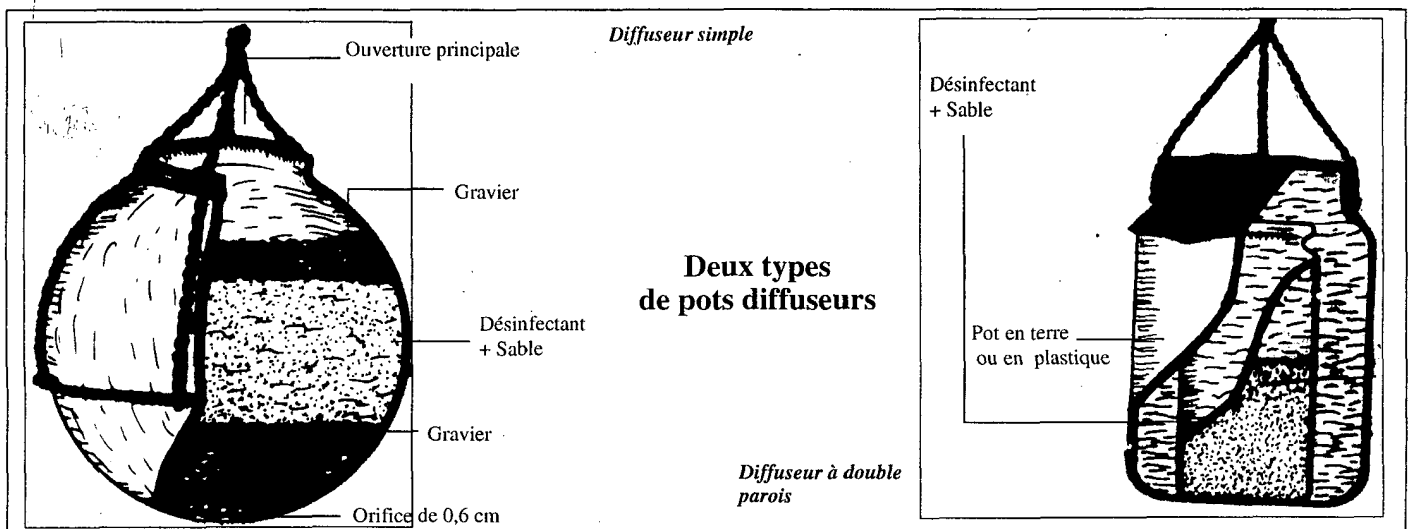 Diffuseur simple
Ouverture principale
Gravier
Désinfectant
+ Sable
Gravier
Orifice de 0,6 cm
Deux types
de pots diffuseurs
Diffuseur à double
parois
Désinfectant
+ Sable
Pot en terre
ou en plastique